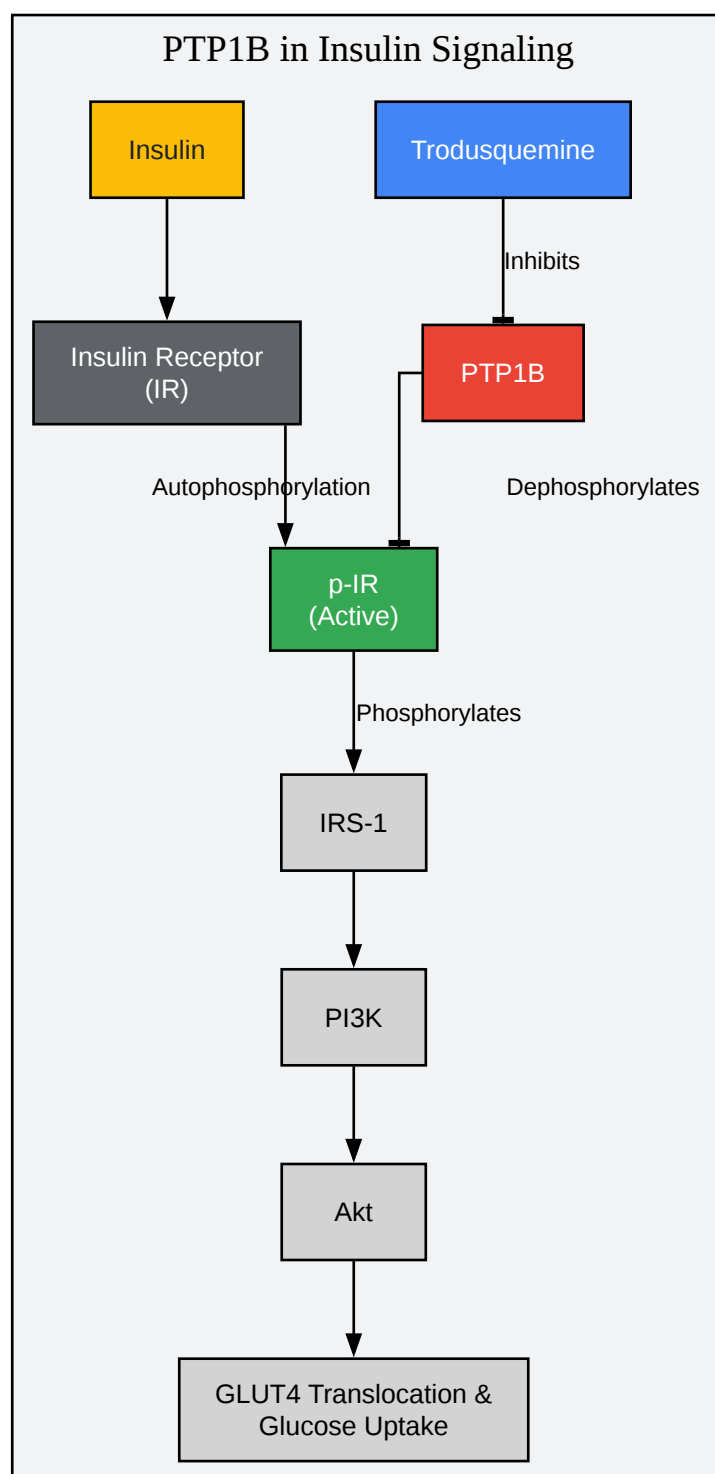 PTP1B in Insulin Signaling
Insulin
Trodusquemine
Inhibits
Insulin Receptor
(IR)
PTP1B
Autophosphorylation
Dephosphorylates
p-IR
(Active)
Phosphorylates
IRS-1
PI3K
Akt
GLUT4 Translocation &
Glucose Uptake